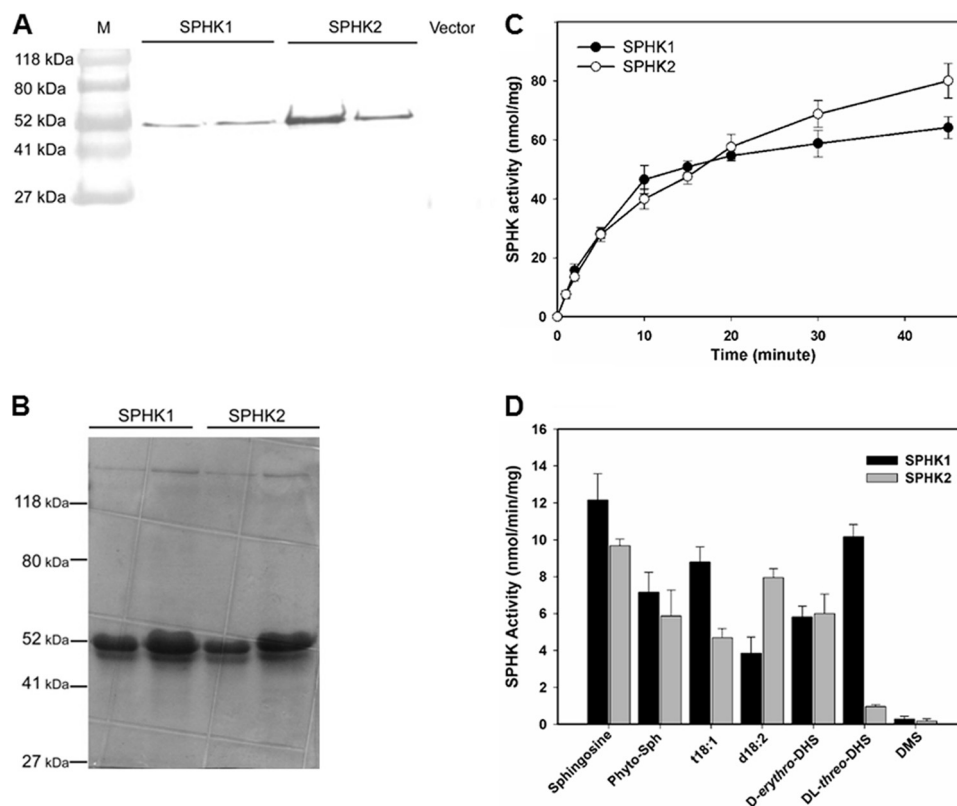 A
M
SPHK1
SPHK2
Vector
118 kDa
80 kDa
52 kDa
41 kDa
27 kDa
B
SPHK1
SPHK2
118 kDa
80 kDa
52 kDa
41 kDa
27 kDa
C
SPHK1
SPHK2
SPHK activity (nmol/mg)
80
60
40
20
0
0
10
20
30
40
Time (minute)
D
SPHK1
SPHK2
SPHK Activity (nmol/min/mg)
16
14
12
10
8
6
4
2
0
Sphingosine
Phyto-Sph
t18:1
d18:2
D-erythro-DHS
DL-threo-DHS
DMS